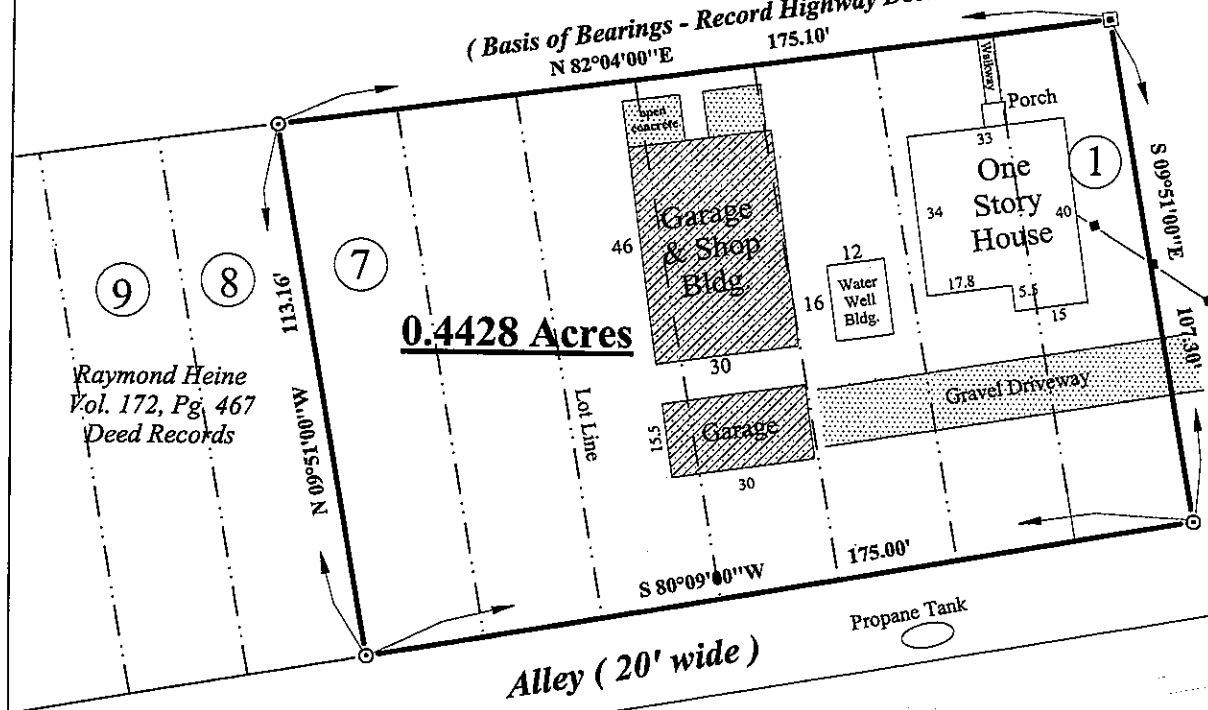 ( Basis of Bearings - Record Highway
N 82°04'00"E
175.10'
Walkway
Porch
open
concrete
33
One
Story
House
34
40
17.8
5.5
15
1
S 09°51'00"E
107.30'
Garage
& Shop
Bldg.
46
30
12
16
Water
Well
Bldg.
9
8
7
113.16'
N 09°51'00"W
0.4428 Acres
Raymond Heine
Vol. 172, Pg. 467
Deed Records
Lot Line
Gravel Driveway
15.5
Garage
30
S 80°09'00"W
175.00'
Propane Tank
Alley ( 20' wide )